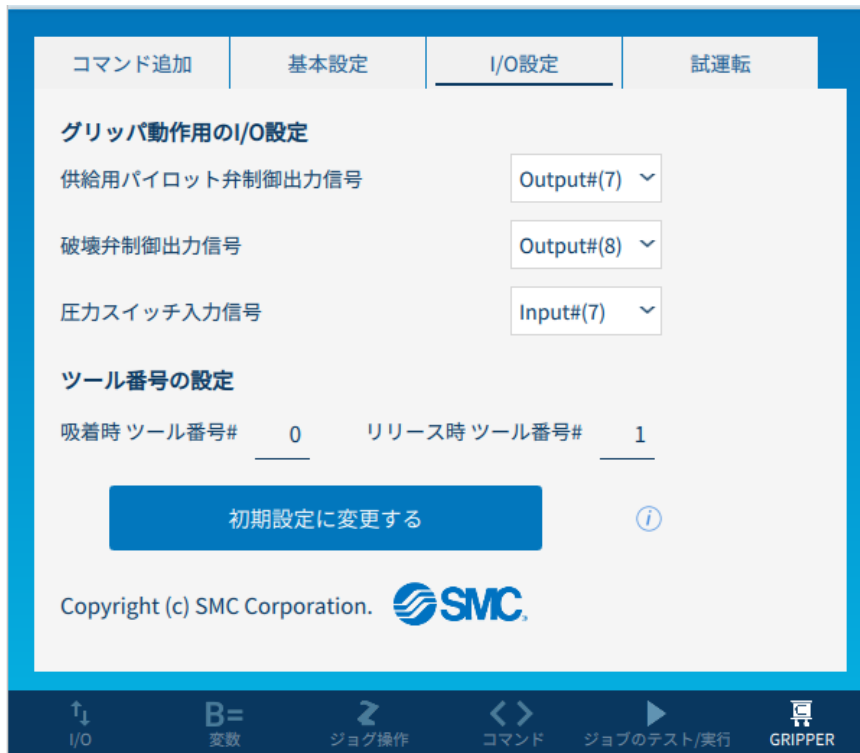 コマンド追加 基本設定 I/O設定 試運転
グリッパ動作用のI/O設定
供給用パイロット弁制御出力信号 Output#(7)
破壊弁制御出力信号 Output#(8)
圧力スイッチ入力信号 Input#(7)
ツール番号の設定
吸着時 ツール番号# 0 リリース時 ツール番号# 1
初期設定に変更する i
Copyright (c) SMC Corporation. SMC
B=
I/O 変数 ジョグ操作 コマンド ジョブのテスト/実行 GRIPPER